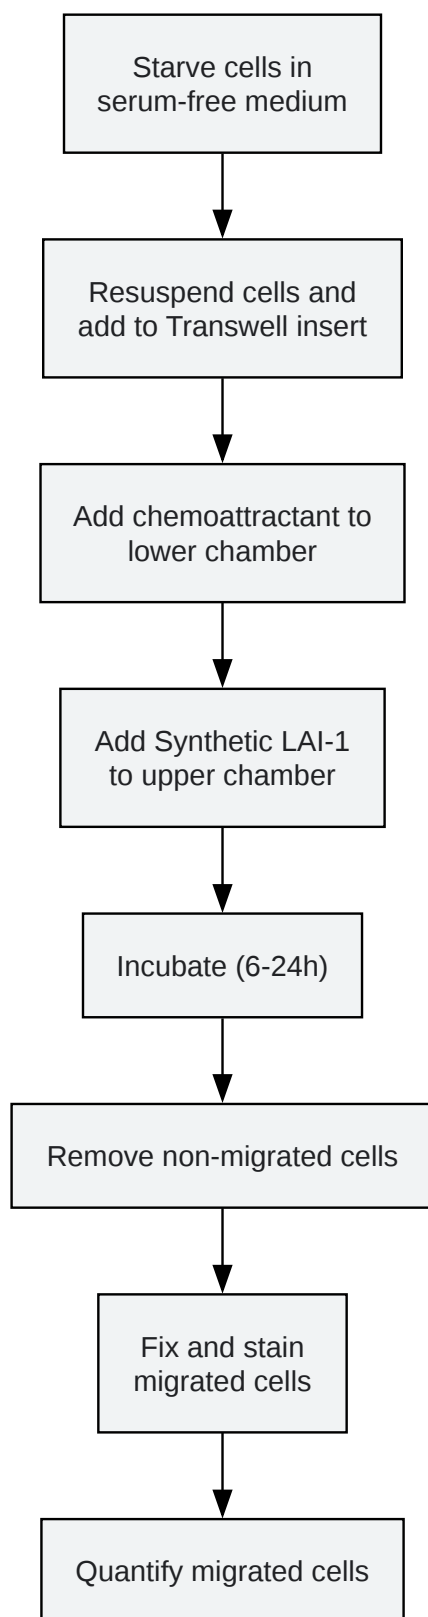 Starve cells in
serum-free medium
Resuspend cells and
add to Transwell insert
Add chemoattractant to
lower chamber
Add Synthetic LAI-1
to upper chamber
Incubate (6-24h)
Remove non-migrated cells
Fix and stain
migrated cells
Quantify migrated cells